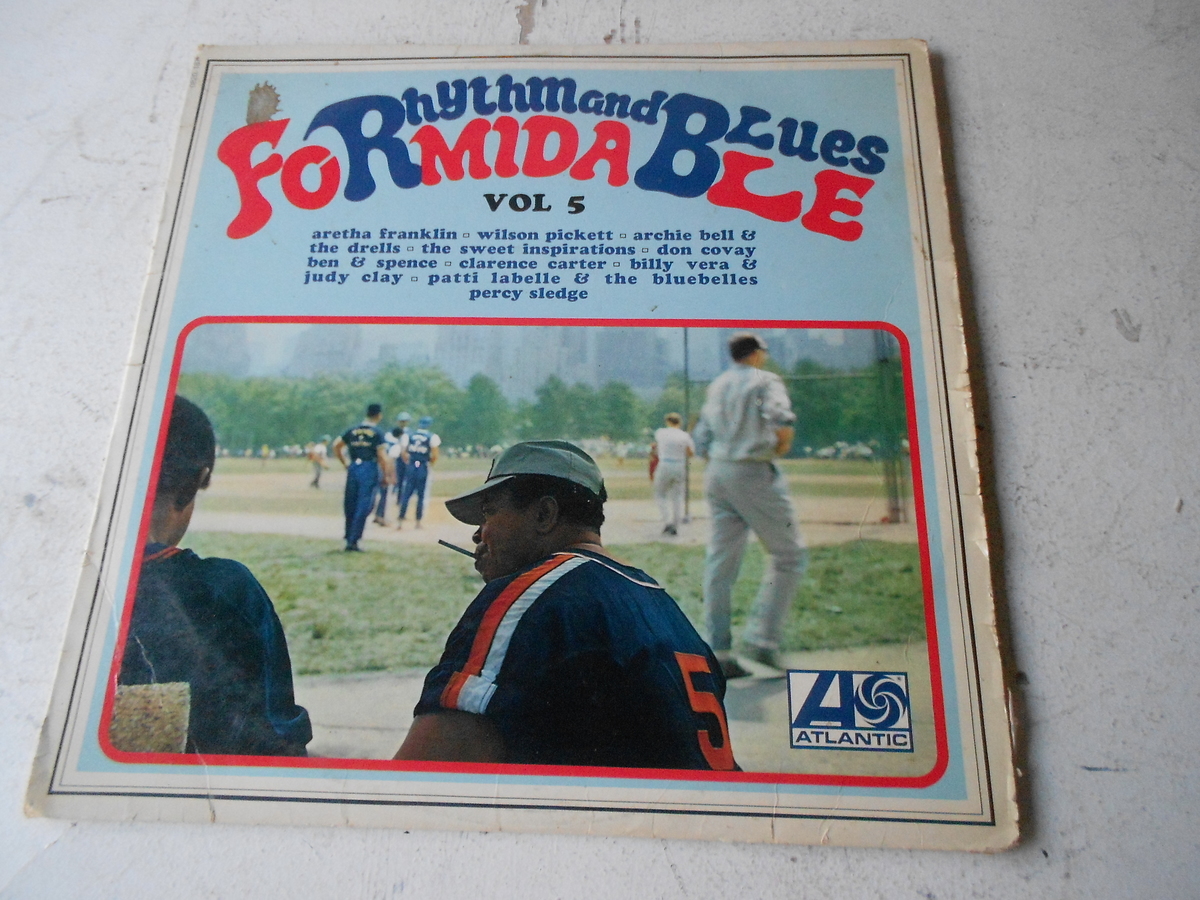 Rhythm and Blues
FoRMIDABLE
VOL 5
aretha franklin ▫ wilson pickett ▫ archie bell &
the drells ▫ the sweet inspirations ▫ don covay
ben & spence ▫ clarence carter ▫ billy vera &
judy clay ▫ patti labelle & the bluebelles
percy sledge
5
A
ATLANTIC